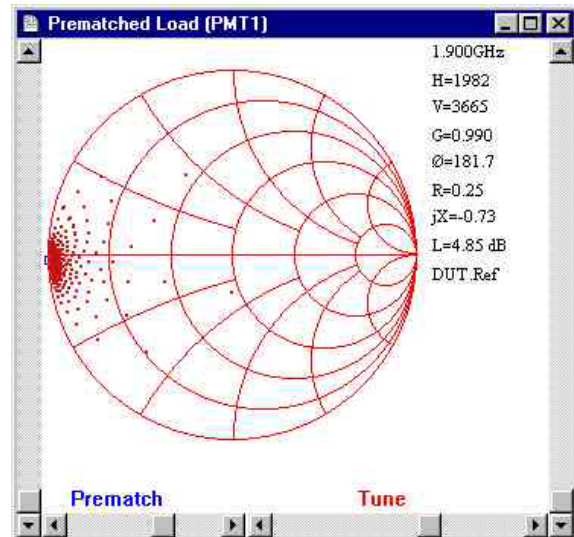 Prematched Load (PMT1)
1.900GHz
H=1982
V=3665
G=0.990
Ø=181.7
R=0.25
jX=-0.73
L=4.85 dB
DUT.Ref
Prematch
Tune